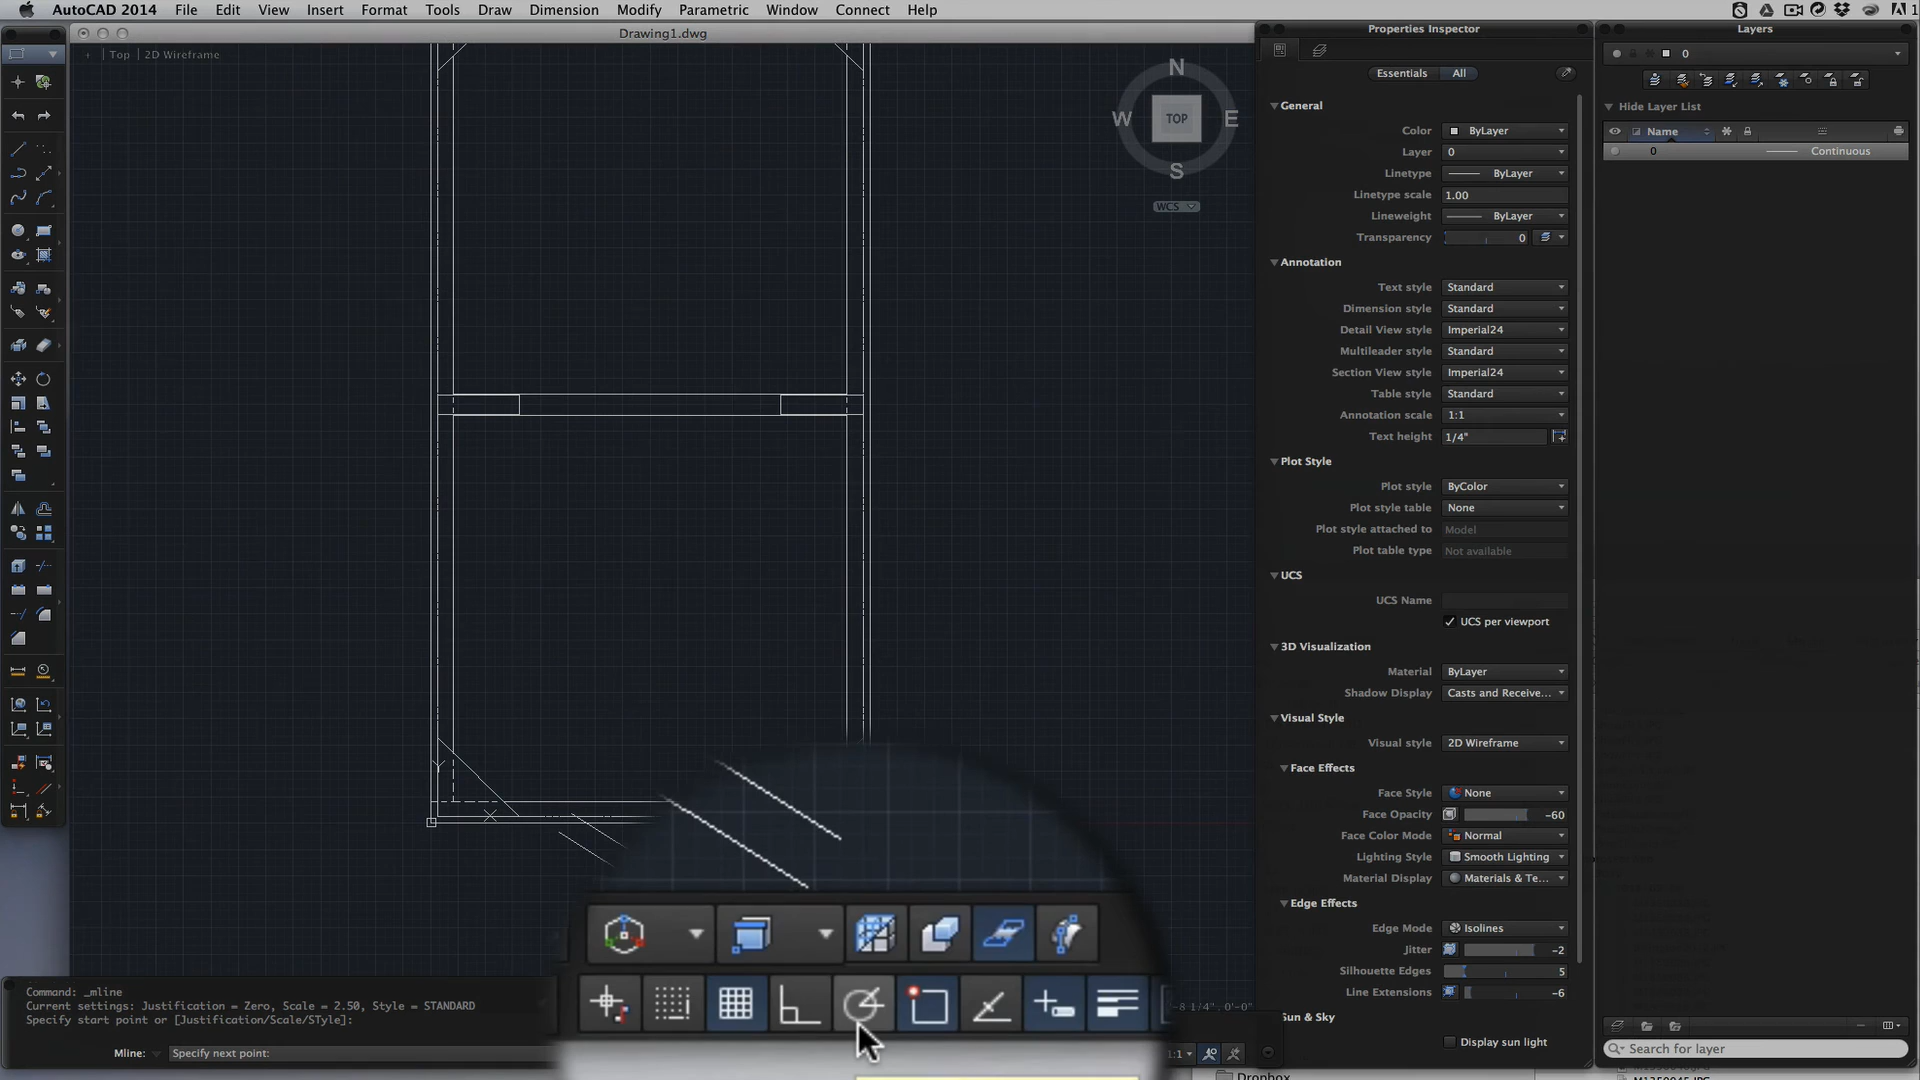 AutoCAD 2014 File Edit View Insert Format Tools Draw Dimension Modify Parametric Window Connect Help
Drawing1.dwg
+ Top 2D Wireframe
N
W TOP E
S
WCS
Properties Inspector
Essentials All
General
Color ByLayer
Layer 0
Linetype ByLayer
Linetype scale 1.00
Lineweight ByLayer
Transparency 0
Annotation
Text style Standard
Dimension style Standard
Detail View style Imperial24
Multileader style Standard
Section View style Imperial24
Table style Standard
Annotation scale 1:1
Text height 1/4"
Plot Style
Plot style ByColor
Plot style table None
Plot style attached to Model
Plot table type Not available
UCS
UCS Name
UCS per viewport
3D Visualization
Material ByLayer
Shadow Display Casts and Receive...
Visual Style
Visual style 2D Wireframe
Face Effects
Face Style None
Face Opacity -60
Face Color Mode Normal
Lighting Style Smooth Lighting
Material Display Materials & Te...
Edge Effects
Edge Mode Isolines
Jitter -2
Silhouette Edges 5
Line Extensions -6
Sun & Sky
Display sun light
Layers
0
Hide Layer List
Name
0 Continuous
Search for layer
Y
X
Command: _mline
Current settings: Justification = Zero, Scale = 2.50, Style = STANDARD
Specify start point or [Justification/Scale/STyle]:
Mline: Specify next point:
-8 1/4", 0'-0"
1:1
Dropbox